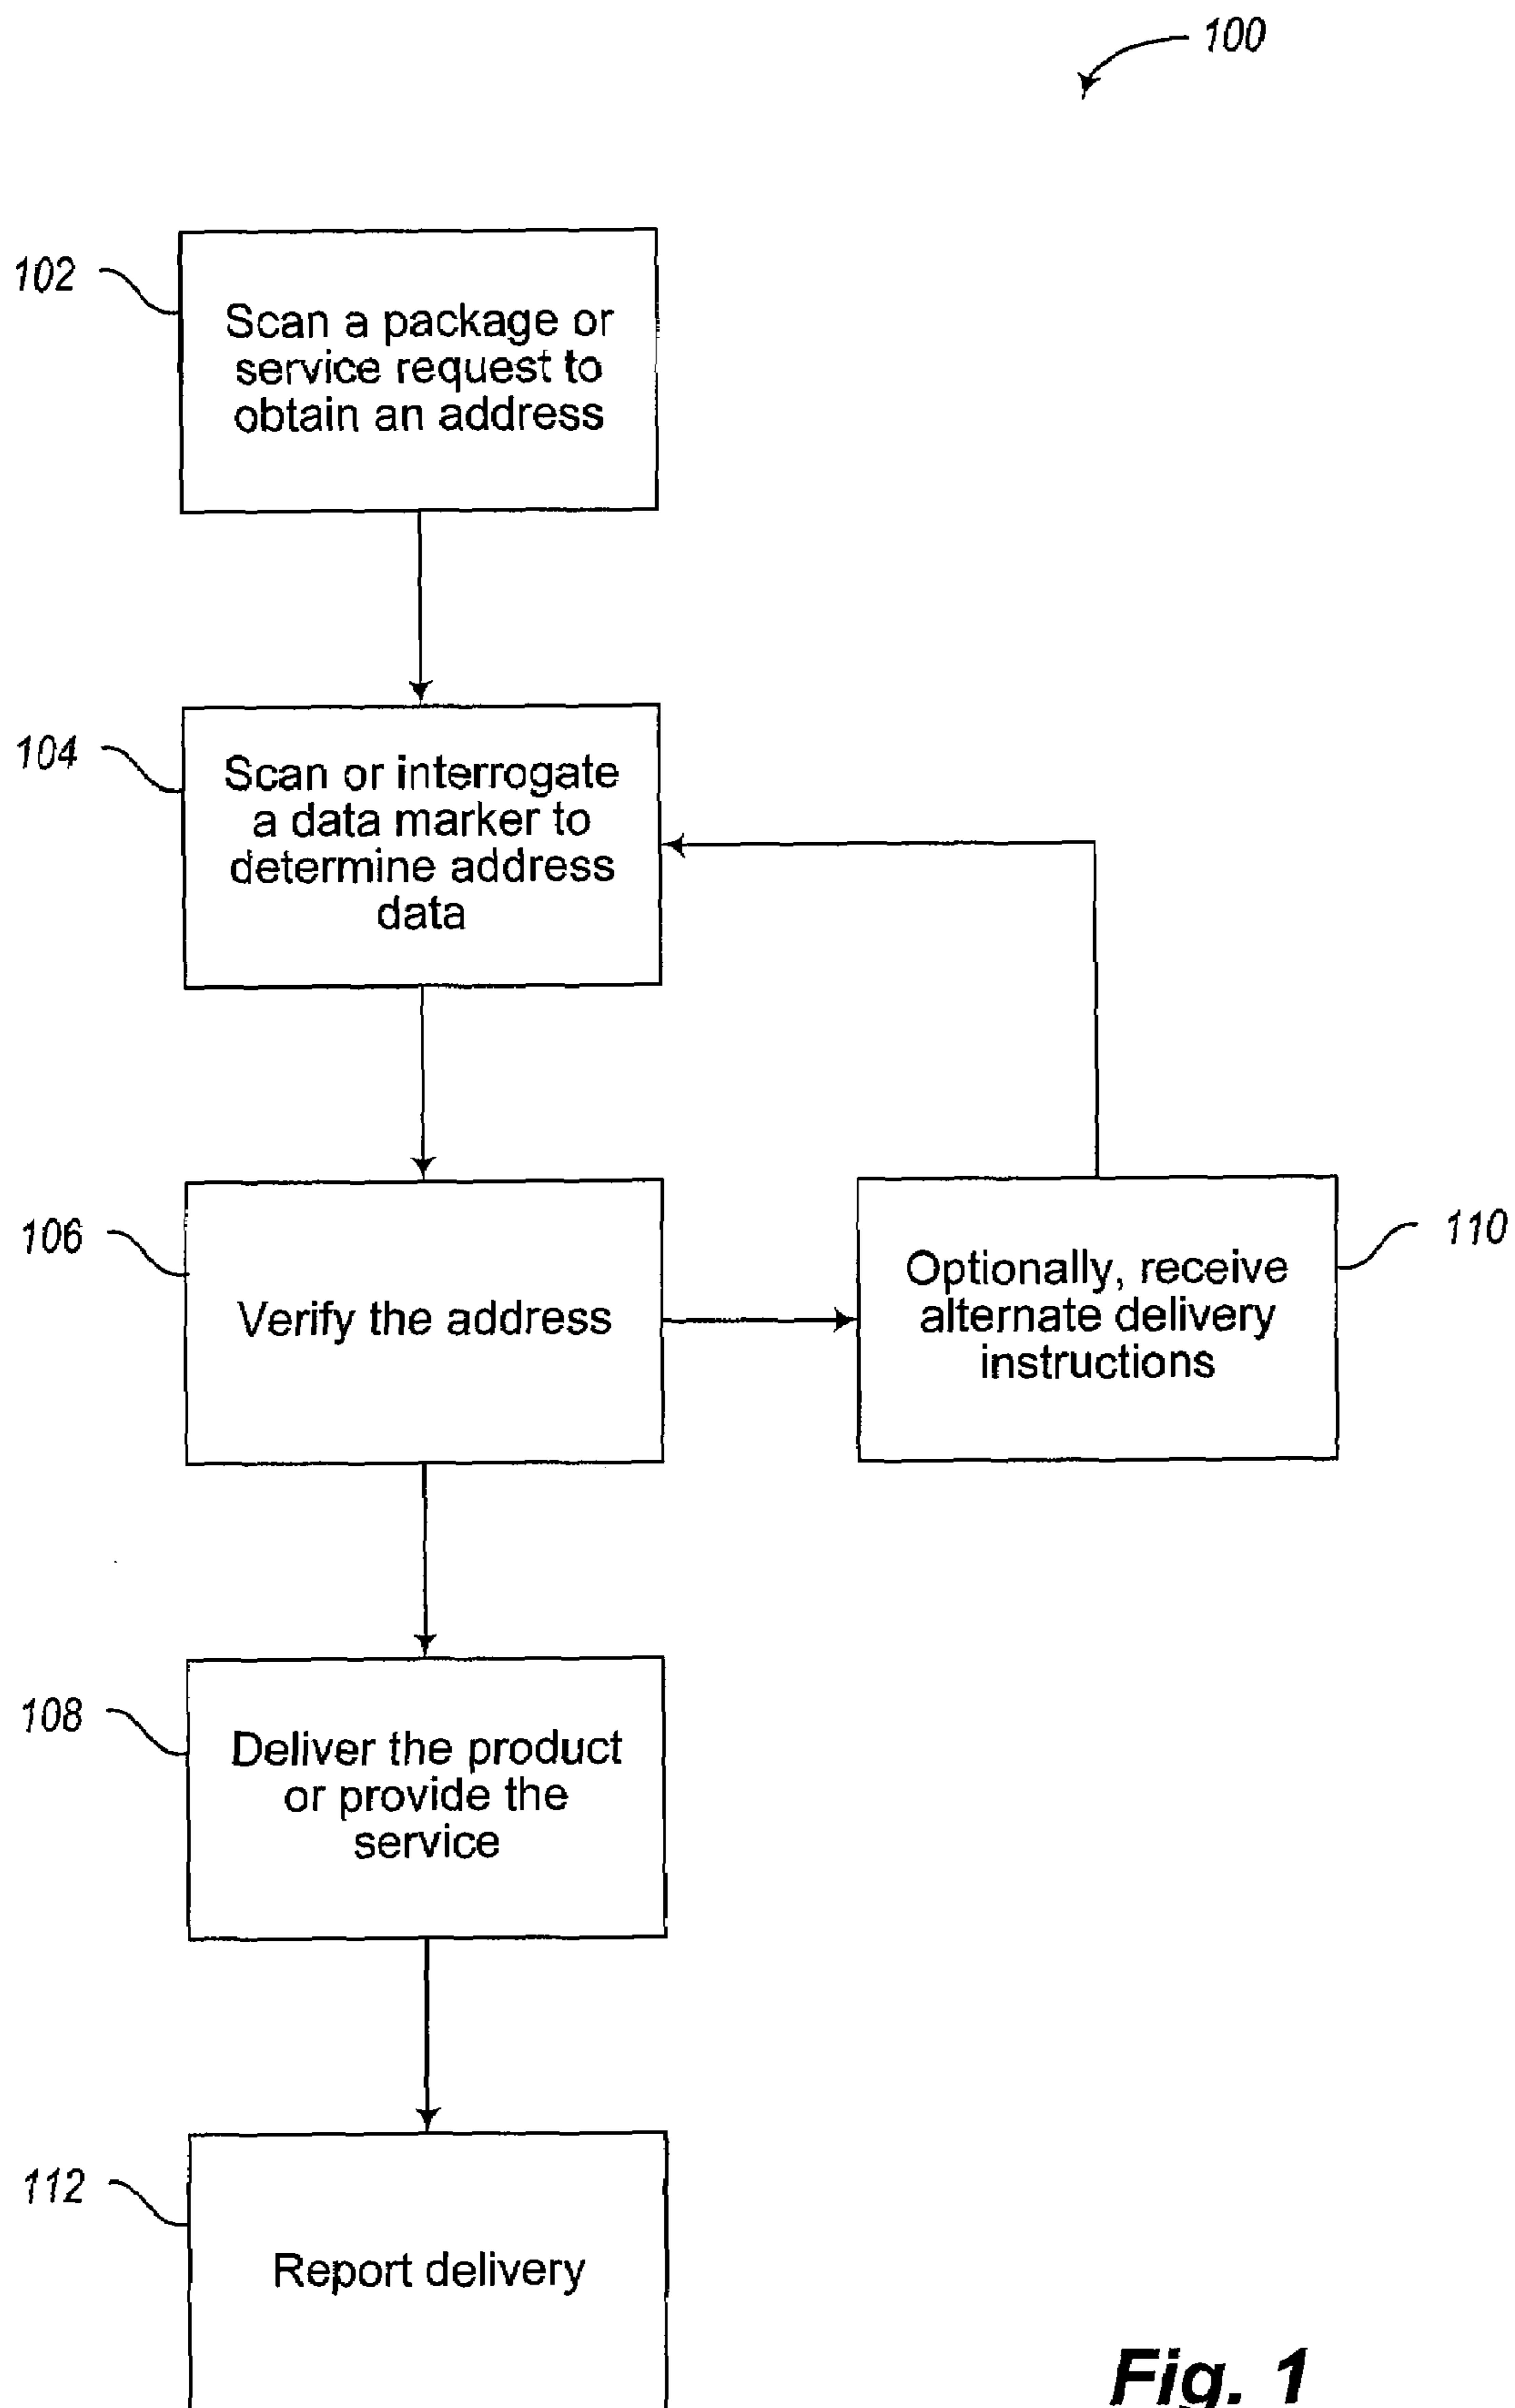 100
102
Scan a package or
service request to
obtain an address
104
Scan or interrogate
a data marker to
determine address
data
106
Verify the address
110
Optionally, receive
alternate delivery
instructions
108
Deliver the product
or provide the
service
112
Report delivery
Fig. 1